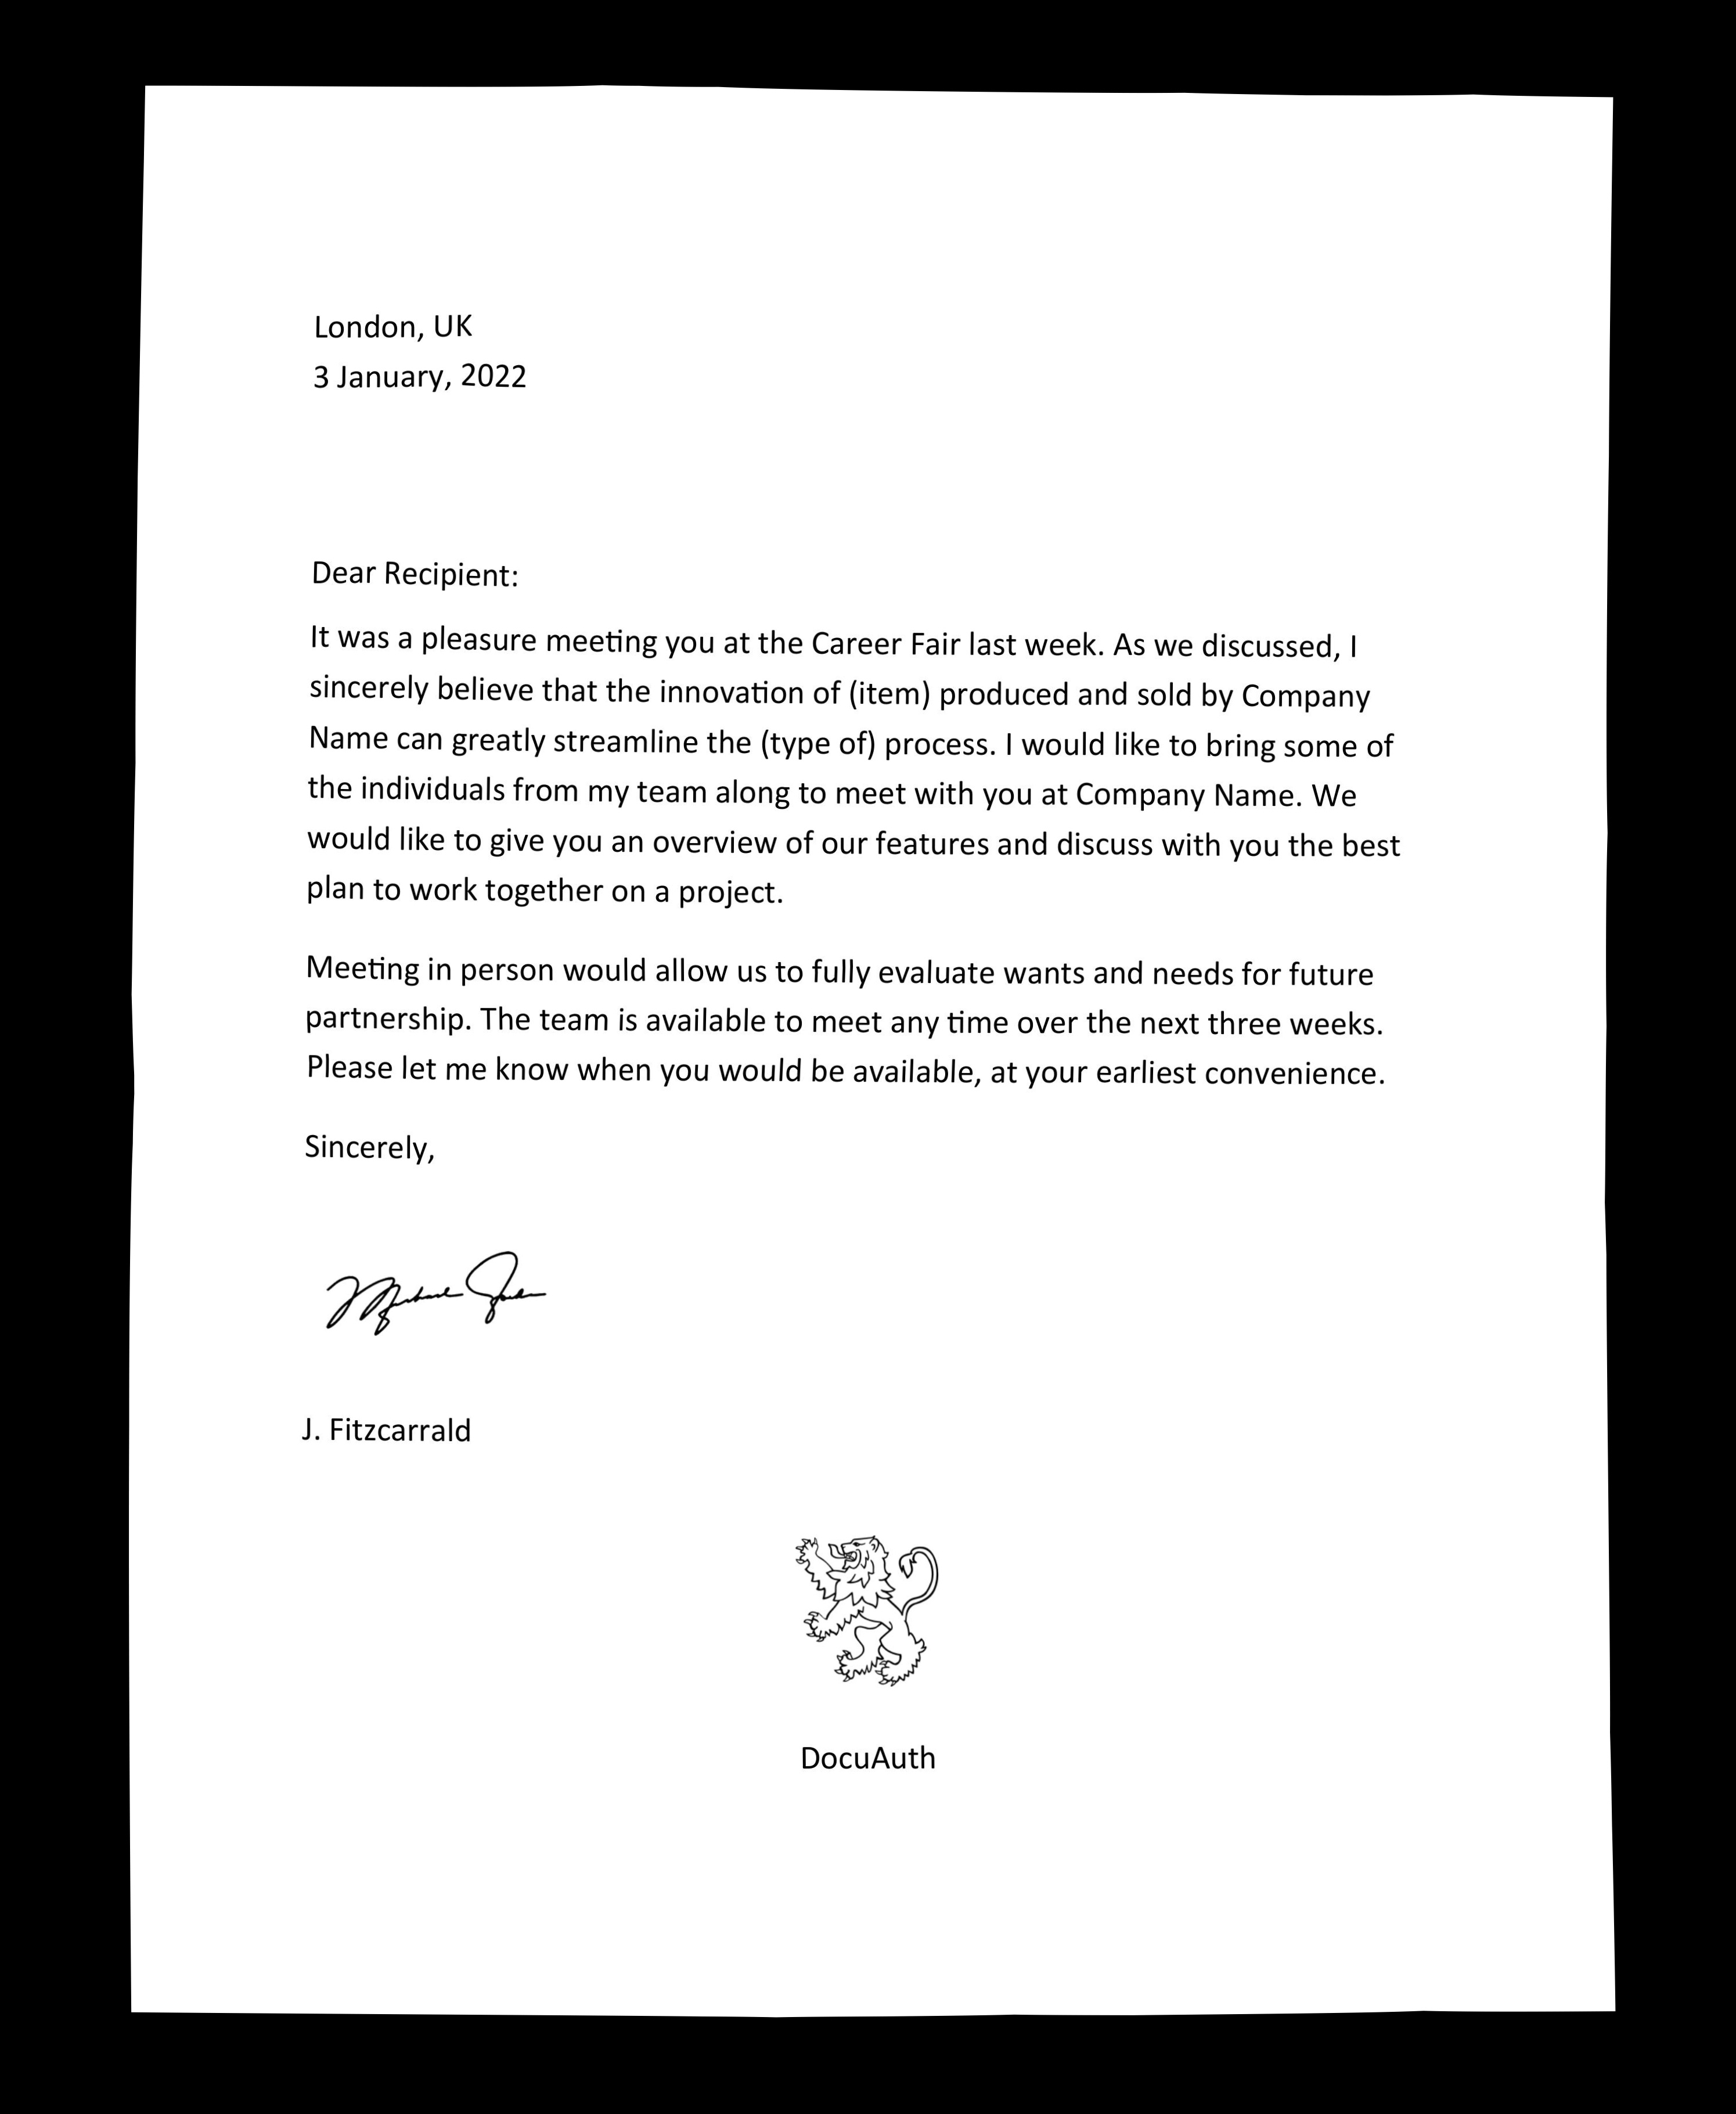 London, UK
3 January, 2022
Dear Recipient:
It was a pleasure meeting you at the Career Fair last week. As we discussed, I
sincerely believe that the innovation of (item) produced and sold by Company
Name can greatly streamline the (type of) process. I would like to bring some of
the individuals from my team along to meet with you at Company Name. We
would like to give you an overview of our features and discuss with you the best
plan to work together on a project.
Meeting in person would allow us to fully evaluate wants and needs for future
partnership. The team is available to meet any time over the next three weeks.
Please let me know when you would be available, at your earliest convenience.
Sincerely,
J. Fitzcarrald
DocuAuth